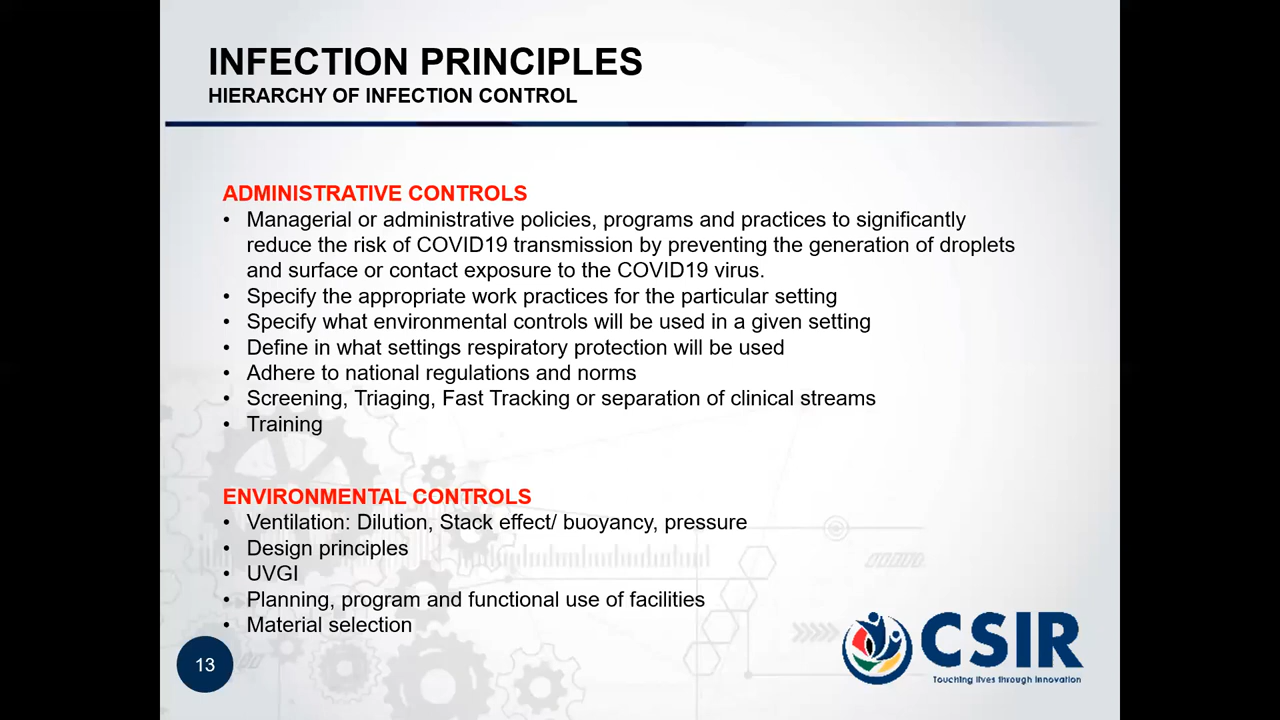 INFECTION PRINCIPLES
HIERARCHY OF INFECTION CONTROL
ADMINISTRATIVE CONTROLS
• Managerial or administrative policies, programs and practices to significantly
reduce the risk of COVID19 transmission by preventing the generation of droplets
and surface or contact exposure to the COVID19 virus.
• Specify the appropriate work practices for the particular setting
• Specify what environmental controls will be used in a given setting
• Define in what settings respiratory protection will be used
• Adhere to national regulations and norms
• Screening, Triaging, Fast Tracking or separation of clinical streams
• Training
ENVIRONMENTAL CONTROLS
• Ventilation: Dilution, Stack effect/ buoyancy, pressure
• Design principles
• UVGI
• Planning, program and functional use of facilities
• Material selection
13
CSIR
Touching lives through innovation